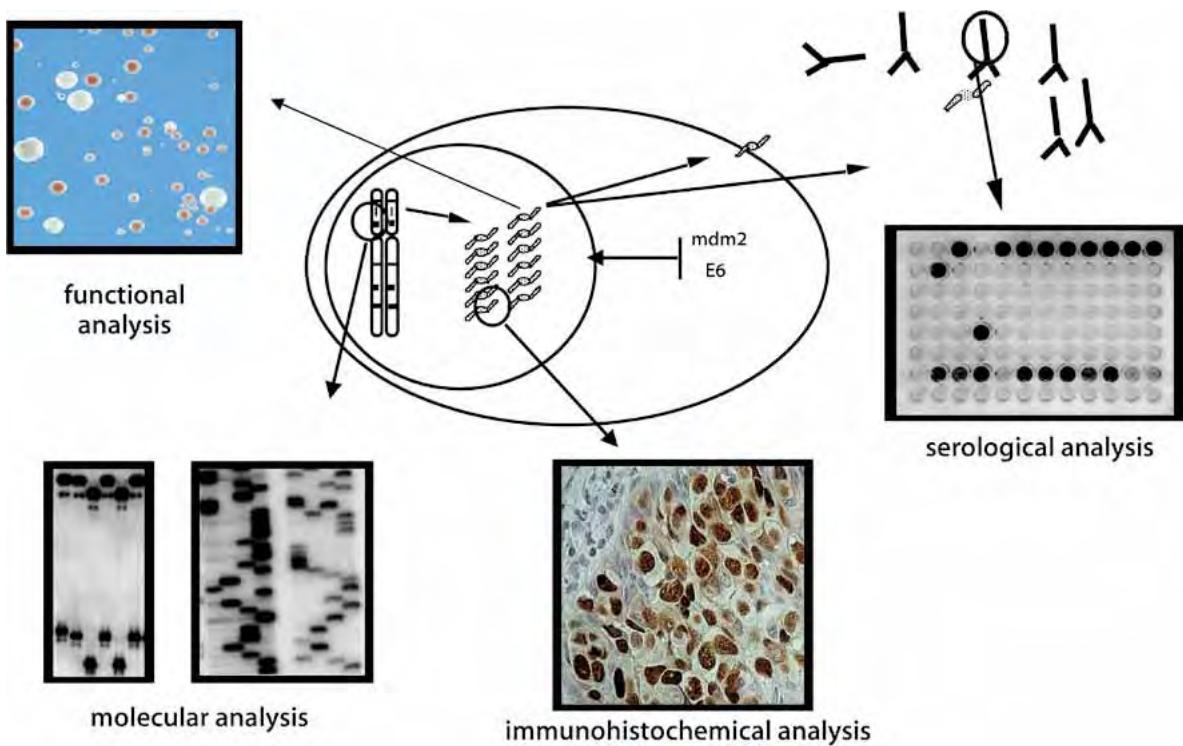 functional
analysis
mdm2
E6
serological analysis
molecular analysis
immunohistochemical analysis